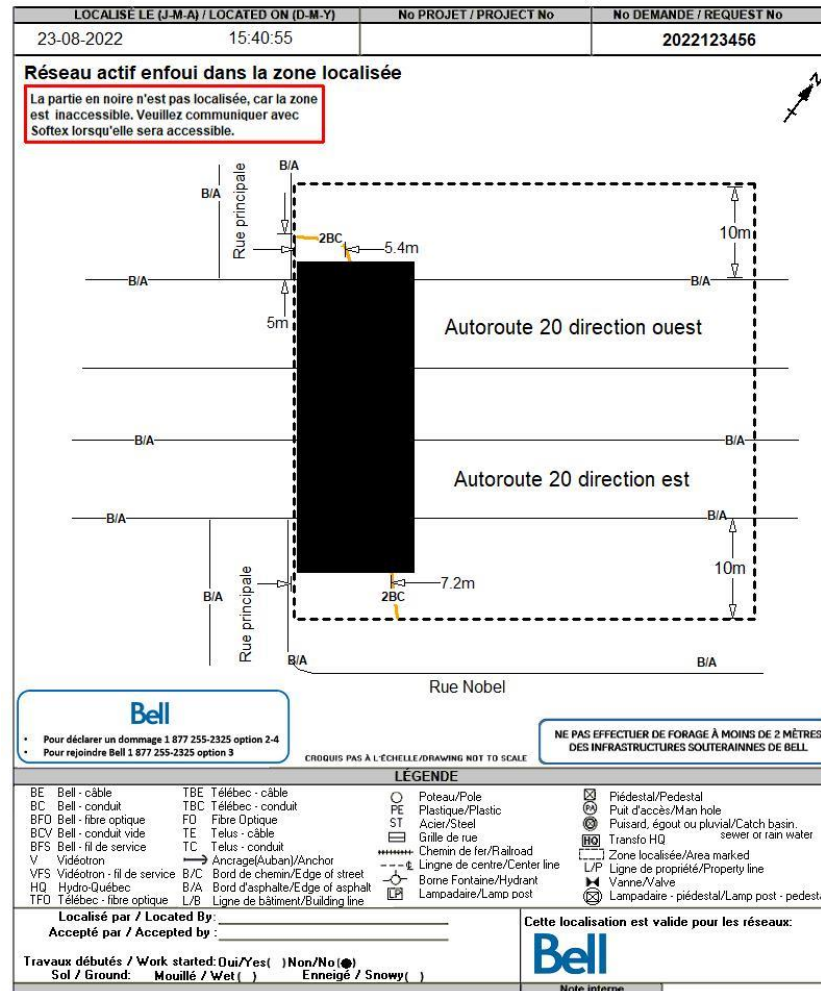 LOCALISÉ LE (J-M-A) / LOCATED ON (D-M-Y)
No PROJET / PROJECT No
No DEMANDE / REQUEST No
23-08-2022
15:40:55
2022123456
Réseau actif enfoui dans la zone localisée
La partie en noire n'est pas localisée, car la zone
est inaccessible. Veuillez communiquer avec
Softex lorsqu'elle sera accessible.
N
B/A
B/A
Rue principale
2BC
5.4m
10m
B/A
B/A
5m
Autoroute 20 direction ouest
B/A
B/A
Autoroute 20 direction est
B/A
B/A
10m
Rue principale
B/A
7.2m
2BC
B/A
B/A
Rue Nobel
Bell
• Pour déclarer un dommage 1 877 255-2325 option 2-4
• Pour rejoindre Bell 1 877 255-2325 option 3
CROQUIS PAS À L'ÉCHELLE/DRAWING NOT TO SCALE
NE PAS EFFECTUER DE FORAGE À MOINS DE 2 MÈTRES
DES INFRASTRUCTURES SOUTERRAINNES DE BELL
LÉGENDE
BE Bell - câble
BC Bell - conduit
BFO Bell - fibre optique
BCV Bell - conduit vide
BFS Bell - fil de service
V Vidéotron
VFS Vidéotron - fil de service
HQ Hydro-Québec
TFO Télébec - fibre optique
TBE Télébec - câble
TBC Télébec - conduit
FO Fibre Optique
TE Telus - câble
TC Telus - conduit
Ancrage(Auban)/Anchor
B/C Bord de chemin/Edge of street
B/A Bord d'asphalte/Edge of asphalt
L/B Ligne de bâtiment/Building line
Poteau/Pole
PE Plastique/Plastic
ST Acier/Steel
Grille de rue
Chemin de fer/Railroad
Lingne de centre/Center line
Borne Fontaine/Hydrant
LP Lampadaire/Lamp post
Piédestal/Pedestal
PA Puit d'accès/Man hole
Puisard, égout ou pluvial/Catch basin.
sewer or rain water
HQ Transfo HQ
Zone localisée/Area marked
L/P Ligne de propriété/Property line
Vanne/Valve
Lampadaire - piédestal/Lamp post - pedesta
Localisé par / Located By:
Accepté par / Accepted by :
Travaux débutés / Work started: Oui/Yes( ) Non/No(●)
Sol / Ground: Mouillé / Wet( ) Enneigé / Snowy( )
Cette localisation est valide pour les réseaux:
Bell
Note interne